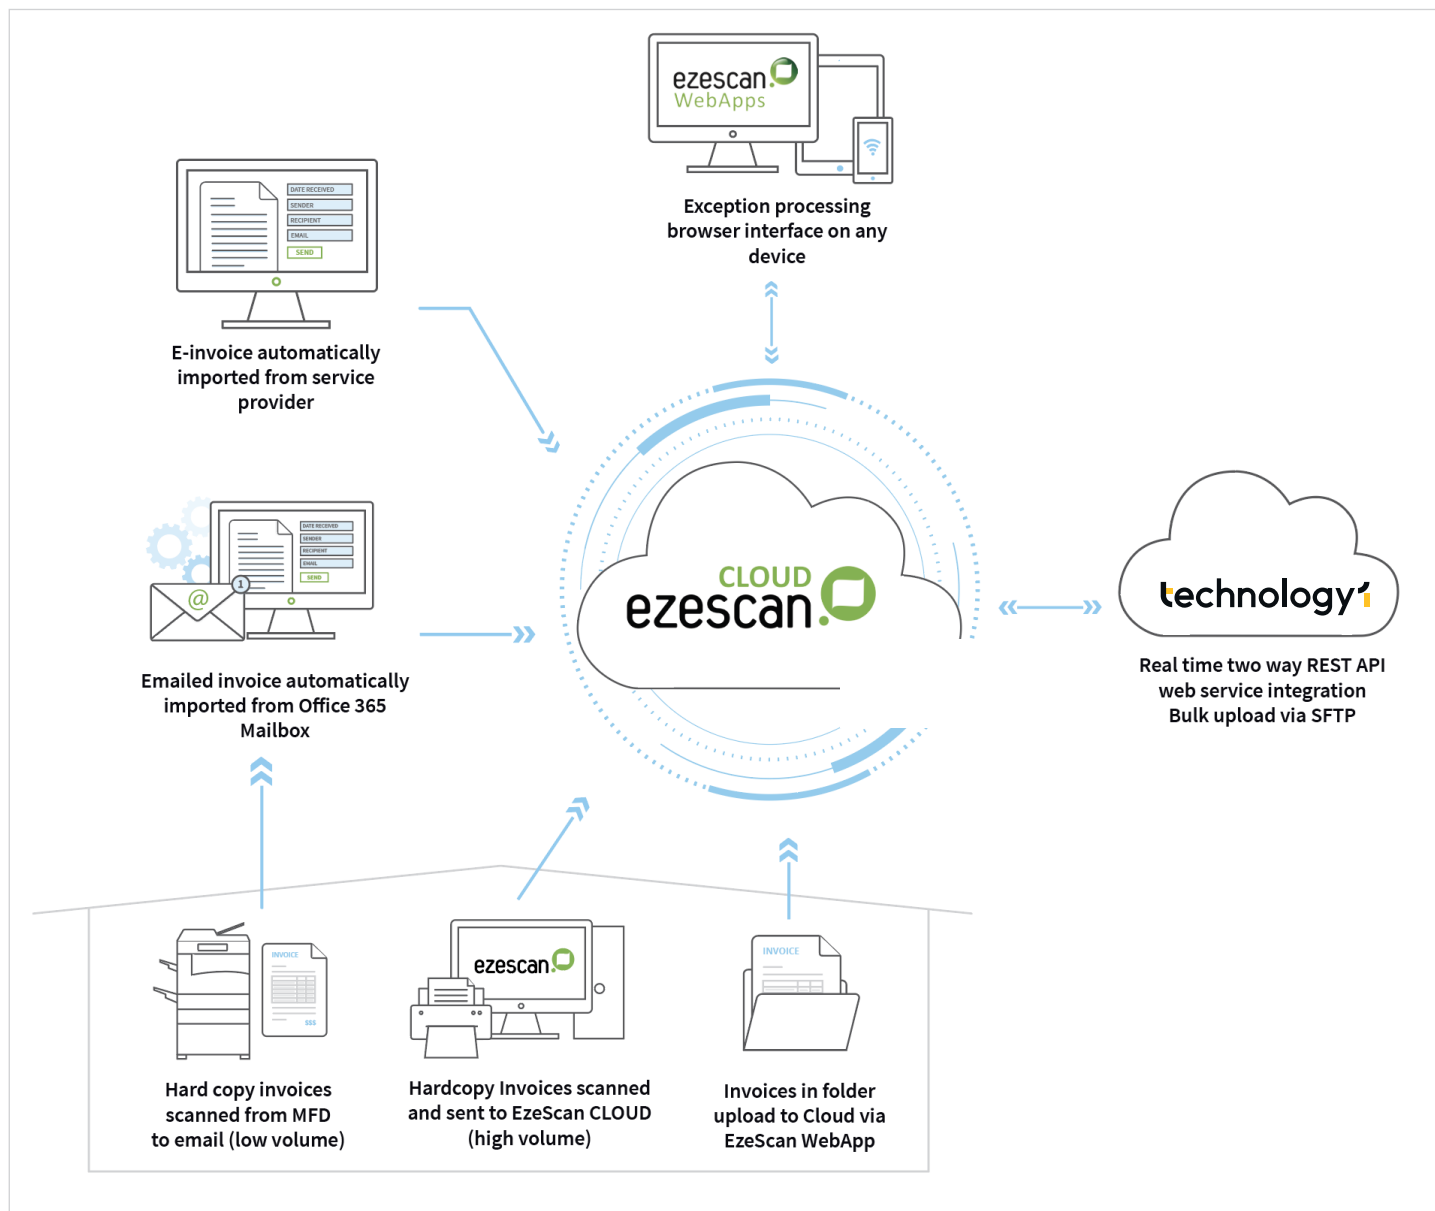 ezescan
WebApps
Exception processing
browser interface on any
device
DATE RECEIVED
SENDER
RECIPIENT
EMAIL
SEND
E-invoice automatically
imported from service
provider
DATE RECEIVED
SENDER
RECIPIENT
EMAIL
SEND
1
@
Emailed invoice automatically
imported from Office 365
Mailbox
CLOUD
ezescan
technology1
Real time two way REST API
web service integration
Bulk upload via SFTP
INVOICE
$$$
Hard copy invoices
scanned from MFD
to email (low volume)
ezescan
Hardcopy Invoices scanned
and sent to EzeScan CLOUD
(high volume)
INVOICE
Invoices in folder
upload to Cloud via
EzeScan WebApp